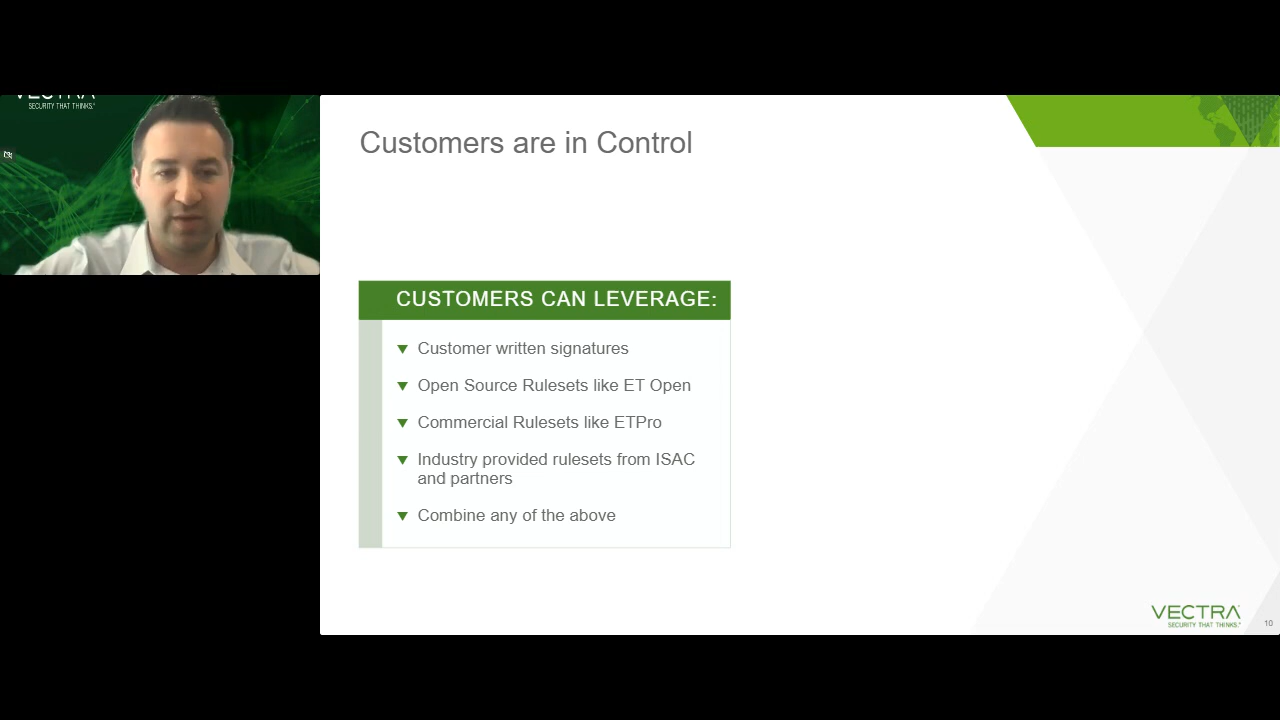 VECTRA
SECURITY THAT THINKS.®
Customers are in Control
CUSTOMERS CAN LEVERAGE:
Customer written signatures
Open Source Rulesets like ET Open
Commercial Rulesets like ETPro
Industry provided rulesets from ISAC
and partners
Combine any of the above
VECTRA
SECURITY THAT THINKS.®
10